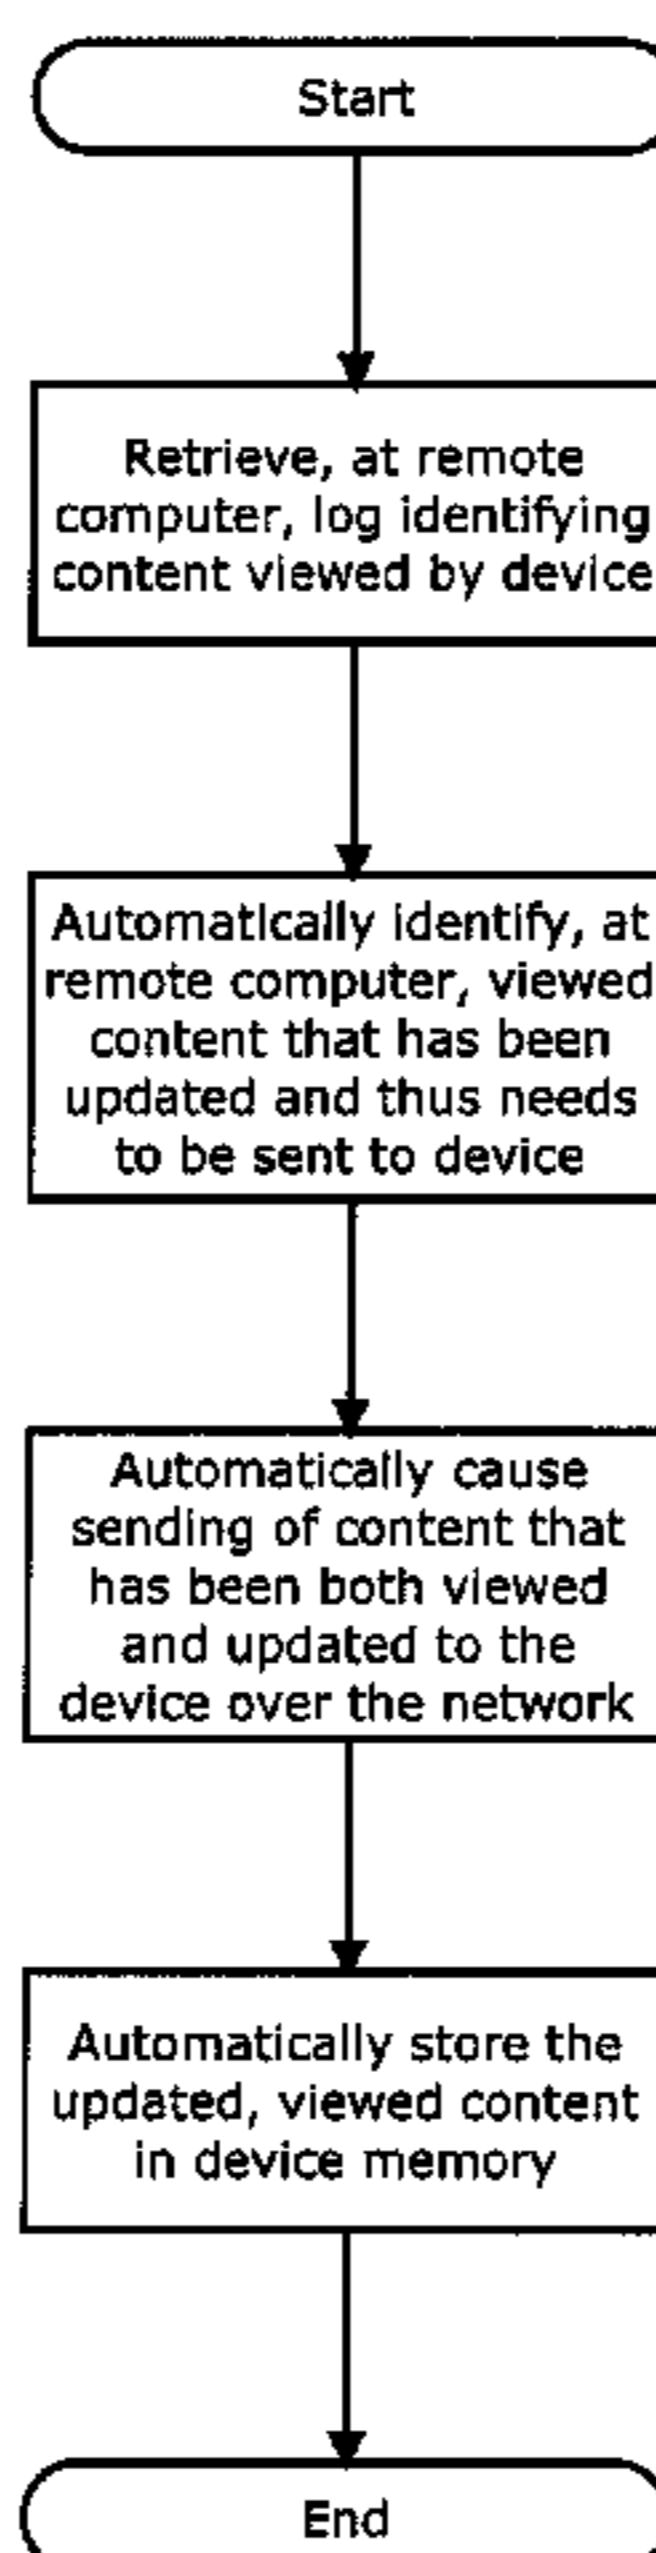 Start
Retrieve, at remote
computer, log identifying
content viewed by device
Automatically identify, at
remote computer, viewed
content that has been
updated and thus needs
to be sent to device
Automatically cause
sending of content that
has been both viewed
and updated to the
device over the network
Automatically store the
updated, viewed content
in device memory
End